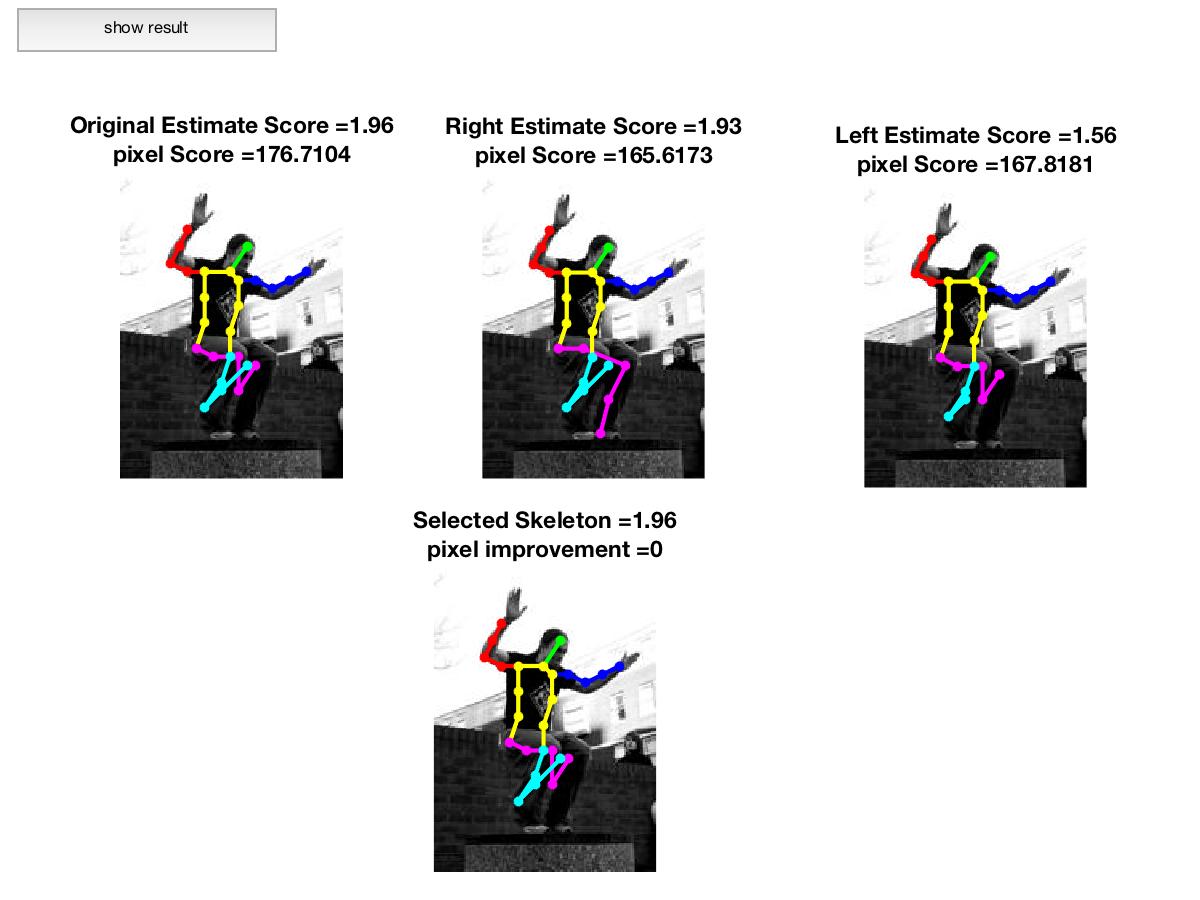 show result
Original Estimate Score =1.96
pixel Score =176.7104
Right Estimate Score =1.93
pixel Score =165.6173
Left Estimate Score =1.56
pixel Score =167.8181
Selected Skeleton =1.96
pixel improvement =0